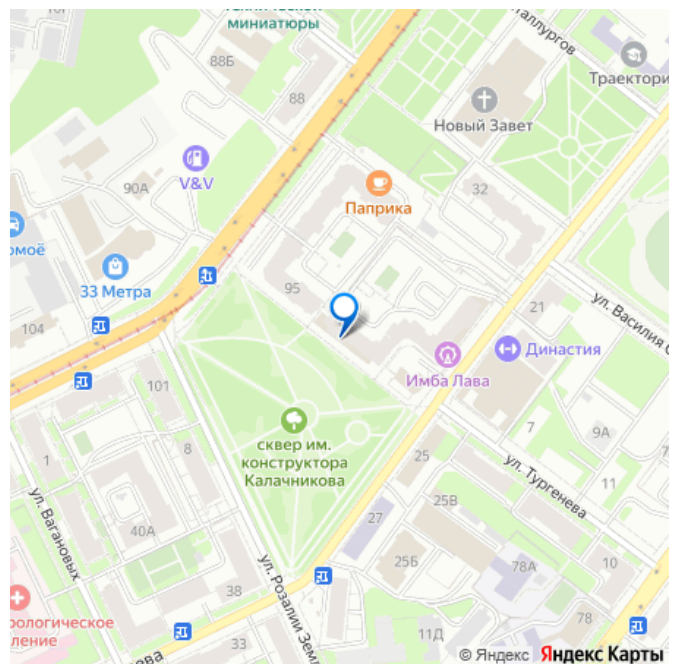 миниатюры
88Б
88
Траектори
Новый Завет
V&V
90А
32
Паприка
омоё
33 Метра
95
104
21
ул. Василия С
Династия
Имба Лава
101
сквер им.
конструктора
Калачникова
7
9А
8
25
1
ул. Тургенева
11
25В
ул. Вагановых
40А
27
25Б
78А
10
ул. Розалии Зем
38
78
рологическое
ление
33
11Д
ева
© Яндекс Яндекс Карты